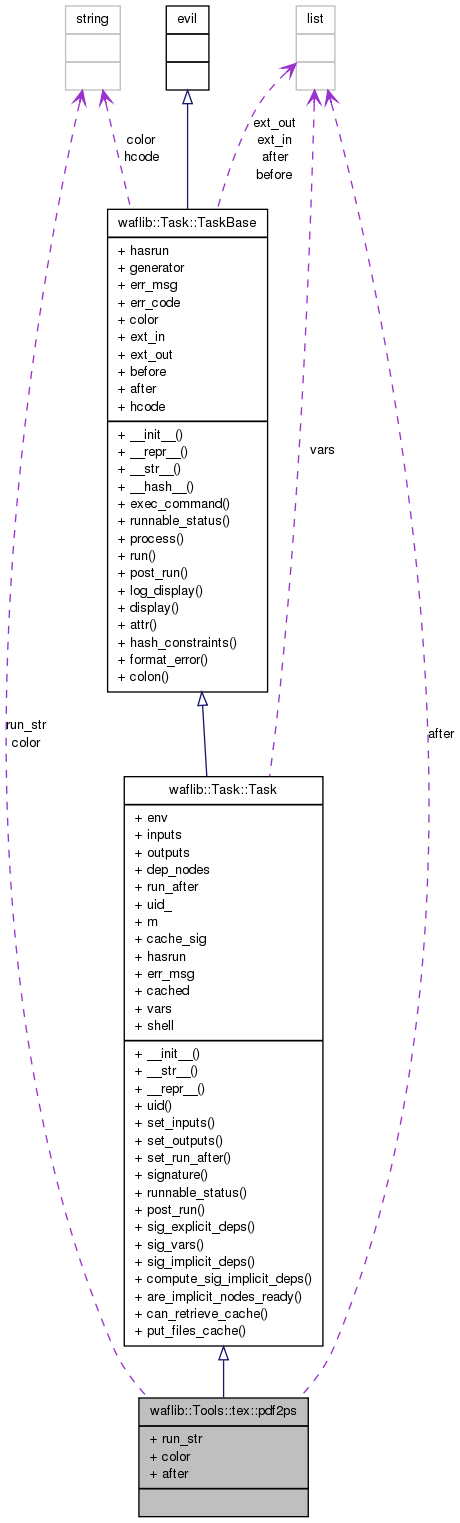 string
evil
list
color
hcode
ext_out
ext_in
after
before
waflib::Task::TaskBase
+ hasrun
+ generator
+ err_msg
+ err_code
+ color
+ ext_in
+ ext_out
+ before
+ after
+ hcode
+ __init__()
+ __repr__()
+ __str__()
+ __hash__()
+ exec_command()
+ runnable_status()
+ process()
+ run()
+ post_run()
+ log_display()
+ display()
+ attr()
+ hash_constraints()
+ format_error()
+ colon()
vars
run_str
color
after
waflib::Task::Task
+ env
+ inputs
+ outputs
+ dep_nodes
+ run_after
+ uid_
+ m
+ cache_sig
+ hasrun
+ err_msg
+ cached
+ vars
+ shell
+ __init__()
+ __str__()
+ __repr__()
+ uid()
+ set_inputs()
+ set_outputs()
+ set_run_after()
+ signature()
+ runnable_status()
+ post_run()
+ sig_explicit_deps()
+ sig_vars()
+ sig_implicit_deps()
+ compute_sig_implicit_deps()
+ are_implicit_nodes_ready()
+ can_retrieve_cache()
+ put_files_cache()
waflib::Tools::tex::pdf2ps
+ run_str
+ color
+ after